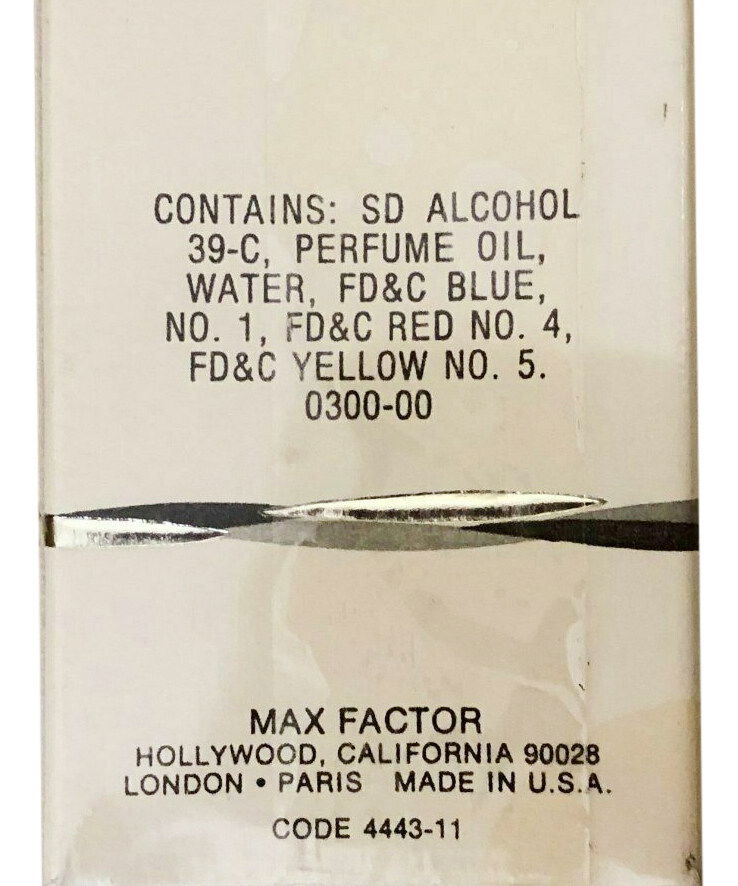 CONTAINS: SD ALCOHOL
39-C, PERFUME OIL,
WATER, FD&C BLUE,
NO. 1, FD&C RED NO. 4,
FD&C YELLOW NO. 5.
0300-00
MAX FACTOR
HOLLYWOOD, CALIFORNIA 90028
LONDON • PARIS MADE IN U.S.A.
CODE 4443-11